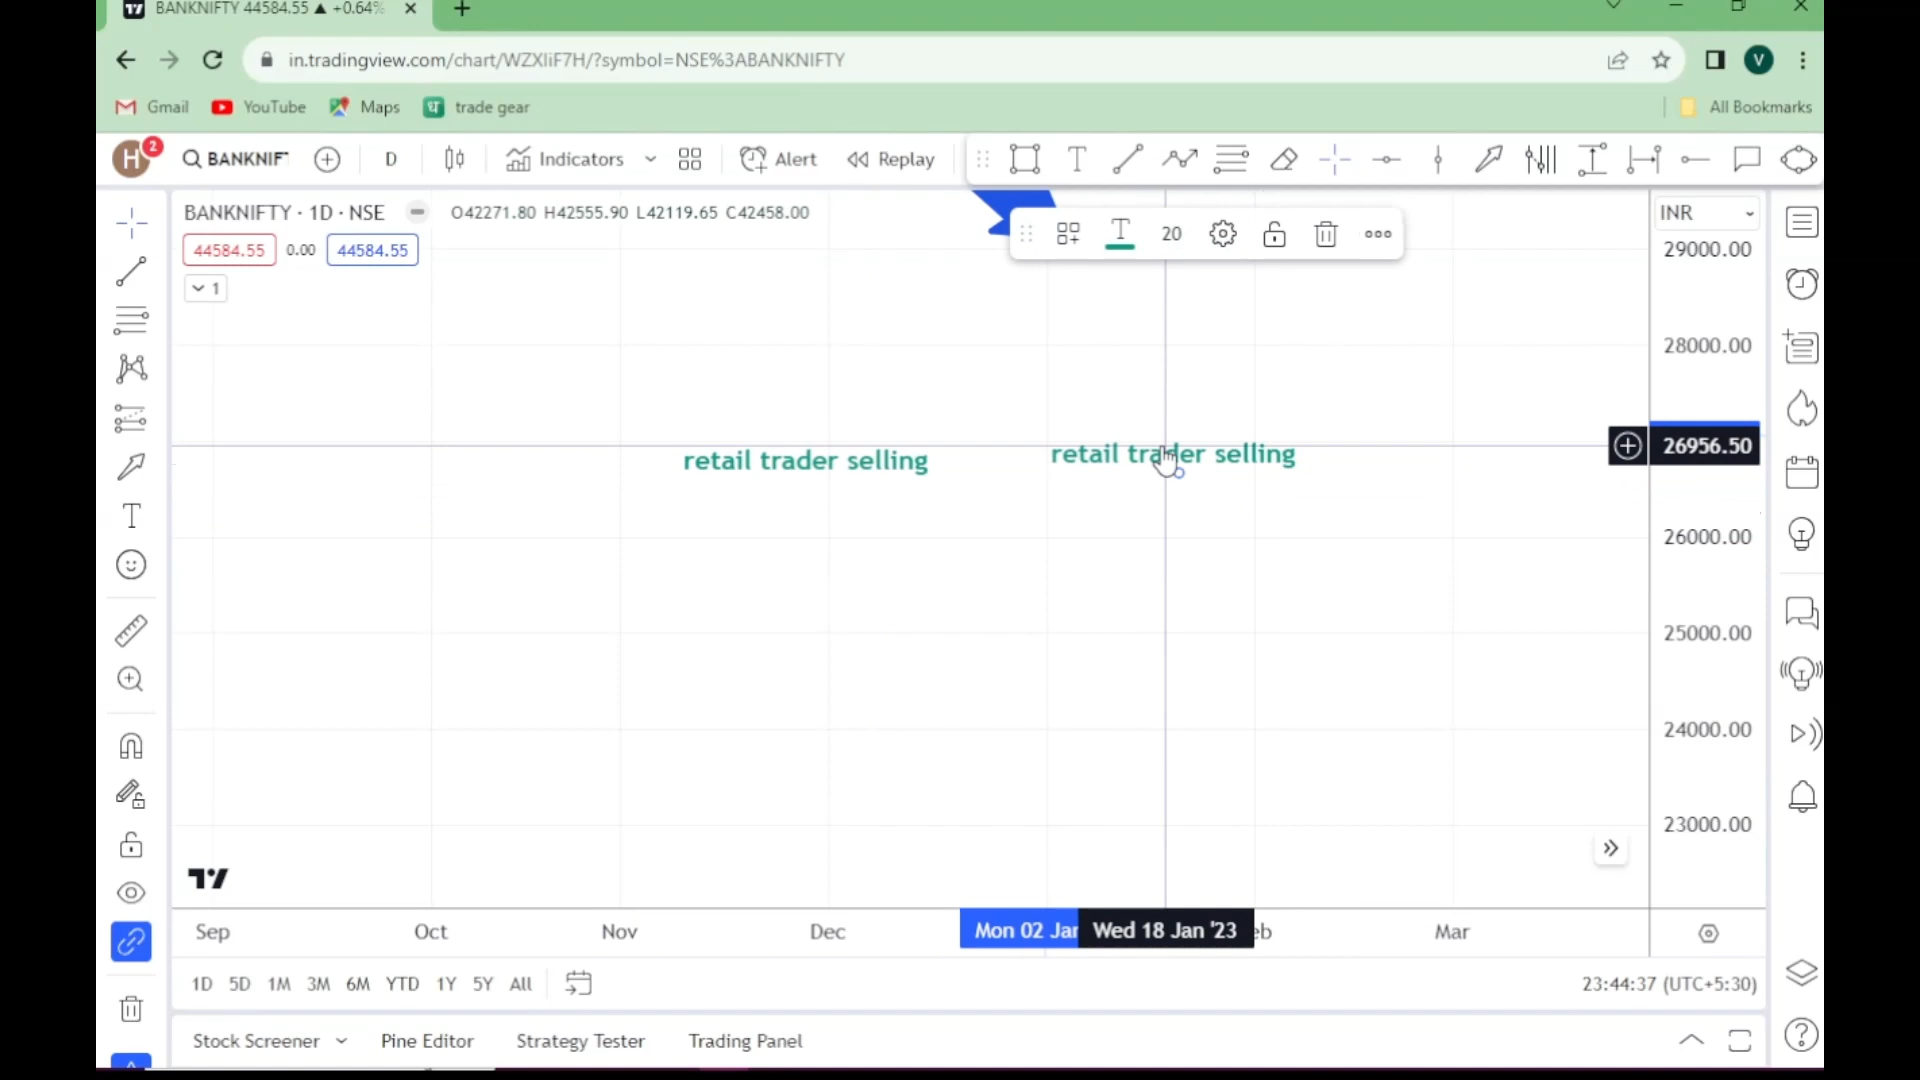 BANKNIFTY 44584.55 ▲ +0.64%
in.tradingview.com/chart/WZXIiF7H/?symbol=NSE%3ABANKNIFTY
V
Gmail YouTube Maps trade gear All Bookmarks
H 2 BANKNIF D Indicators Alert Replay
BANKNIFTY · 1D · NSE O42271.80 H42555.90 L42119.65 C42458.00
INR
20
44584.55 0.00 44584.55
1
29000.00
28000.00
26956.50
retail trader selling retail trader selling
26000.00
25000.00
24000.00
23000.00
Sep Oct Nov Dec Mon 02 Jan Wed 18 Jan '23 eb Mar
1D 5D 1M 3M 6M YTD 1Y 5Y All 23:44:37 (UTC+5:30)
Stock Screener Pine Editor Strategy Tester Trading Panel